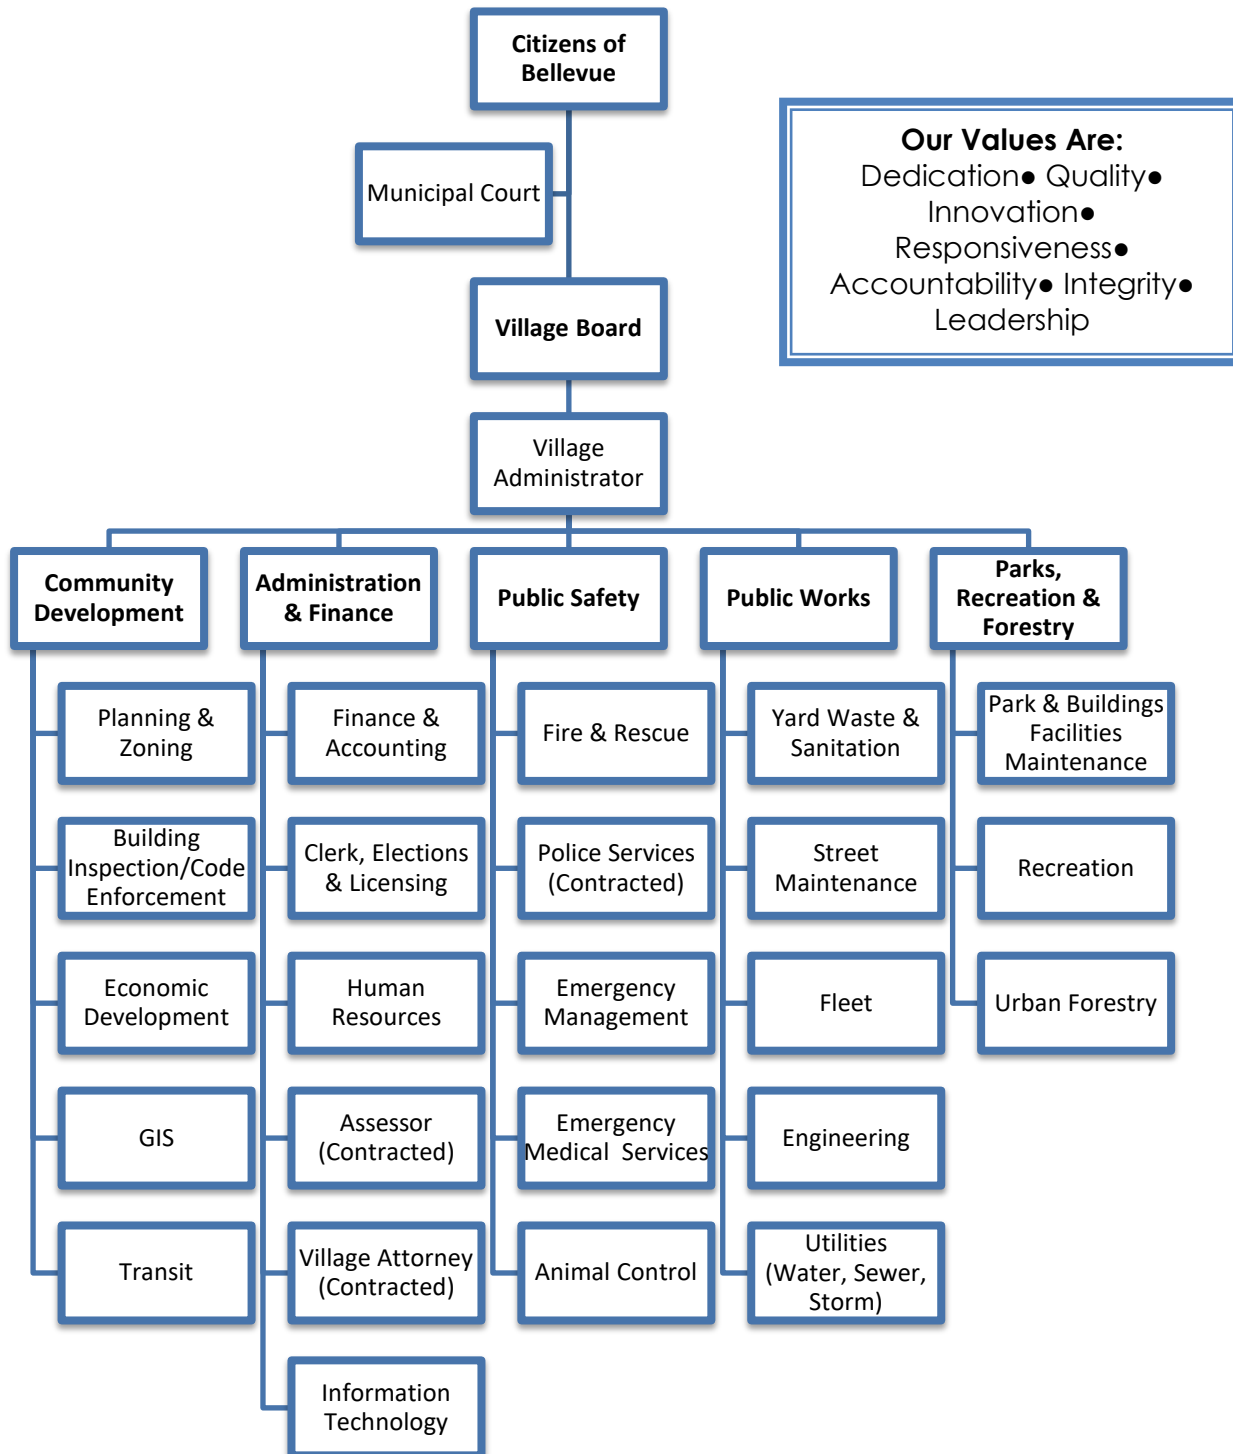 Citizens of
Bellevue
Municipal Court
Our Values Are:
Dedication● Quality●
Innovation●
Responsiveness●
Accountability● Integrity●
Leadership
Village Board
Village
Administrator
Community
Development
Administration
& Finance
Public Safety
Public Works
Parks,
Recreation &
Forestry
Planning &
Zoning
Building
Inspection/Code
Enforcement
Economic
Development
GIS
Transit
Finance &
Accounting
Clerk, Elections
& Licensing
Human
Resources
Assessor
(Contracted)
Village Attorney
(Contracted)
Information
Technology
Fire & Rescue
Police Services
(Contracted)
Emergency
Management
Emergency
Medical  Services
Animal Control
Yard Waste &
Sanitation
Street
Maintenance
Fleet
Engineering
Utilities
(Water, Sewer,
Storm)
Park & Buildings
Facilities
Maintenance
Recreation
Urban Forestry